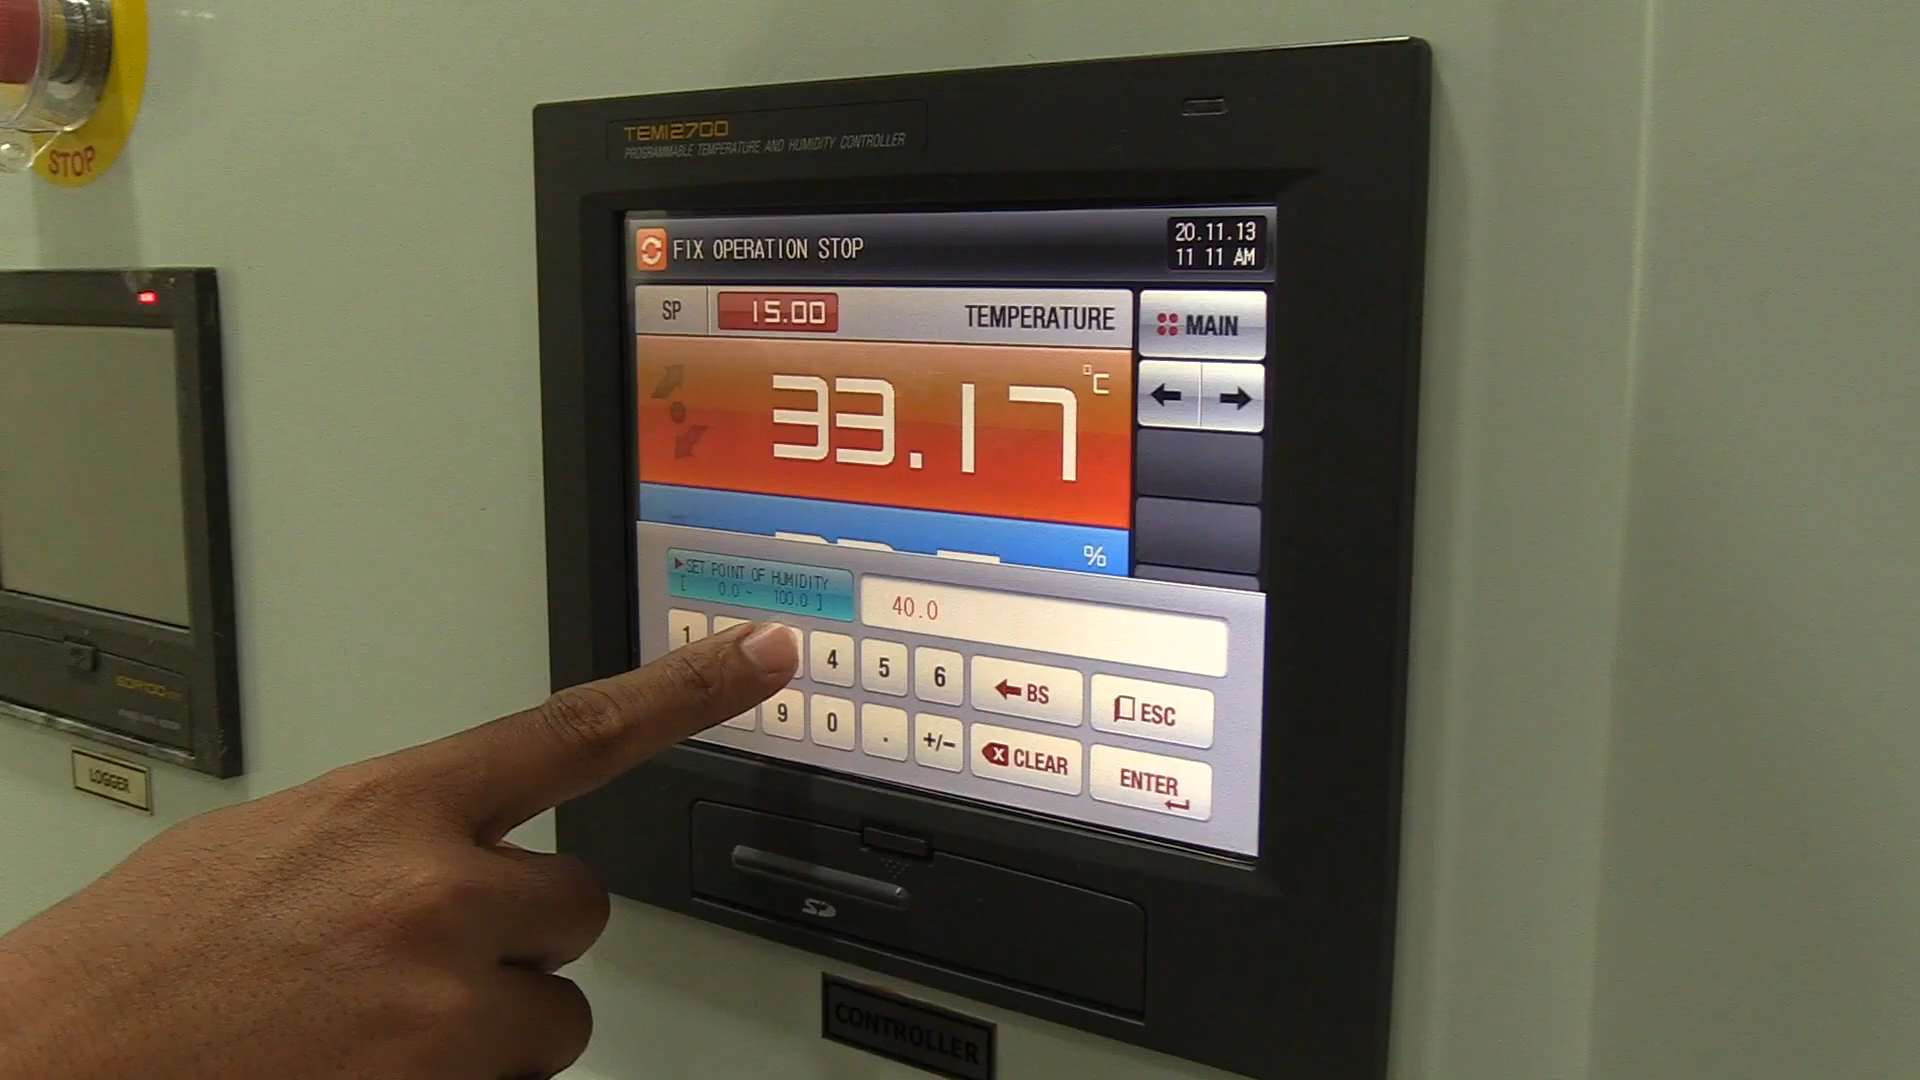 STOP
TEMI2700
PROGRAMMABLE TEMPERATURE AND HUMIDITY CONTROLLER
FIX OPERATION STOP
20.11.13
11 11 AM
SP 15.00 TEMPERATURE
MAIN
33.17 °C
%
▶SET POINT OF HUMIDITY
[ 0.0 - 100.0 ]
40.0
1 4 5 6 BS ESC
9 0 . +/- CLEAR ENTER
SD
CONTROLLER
SDR100
LOGGER